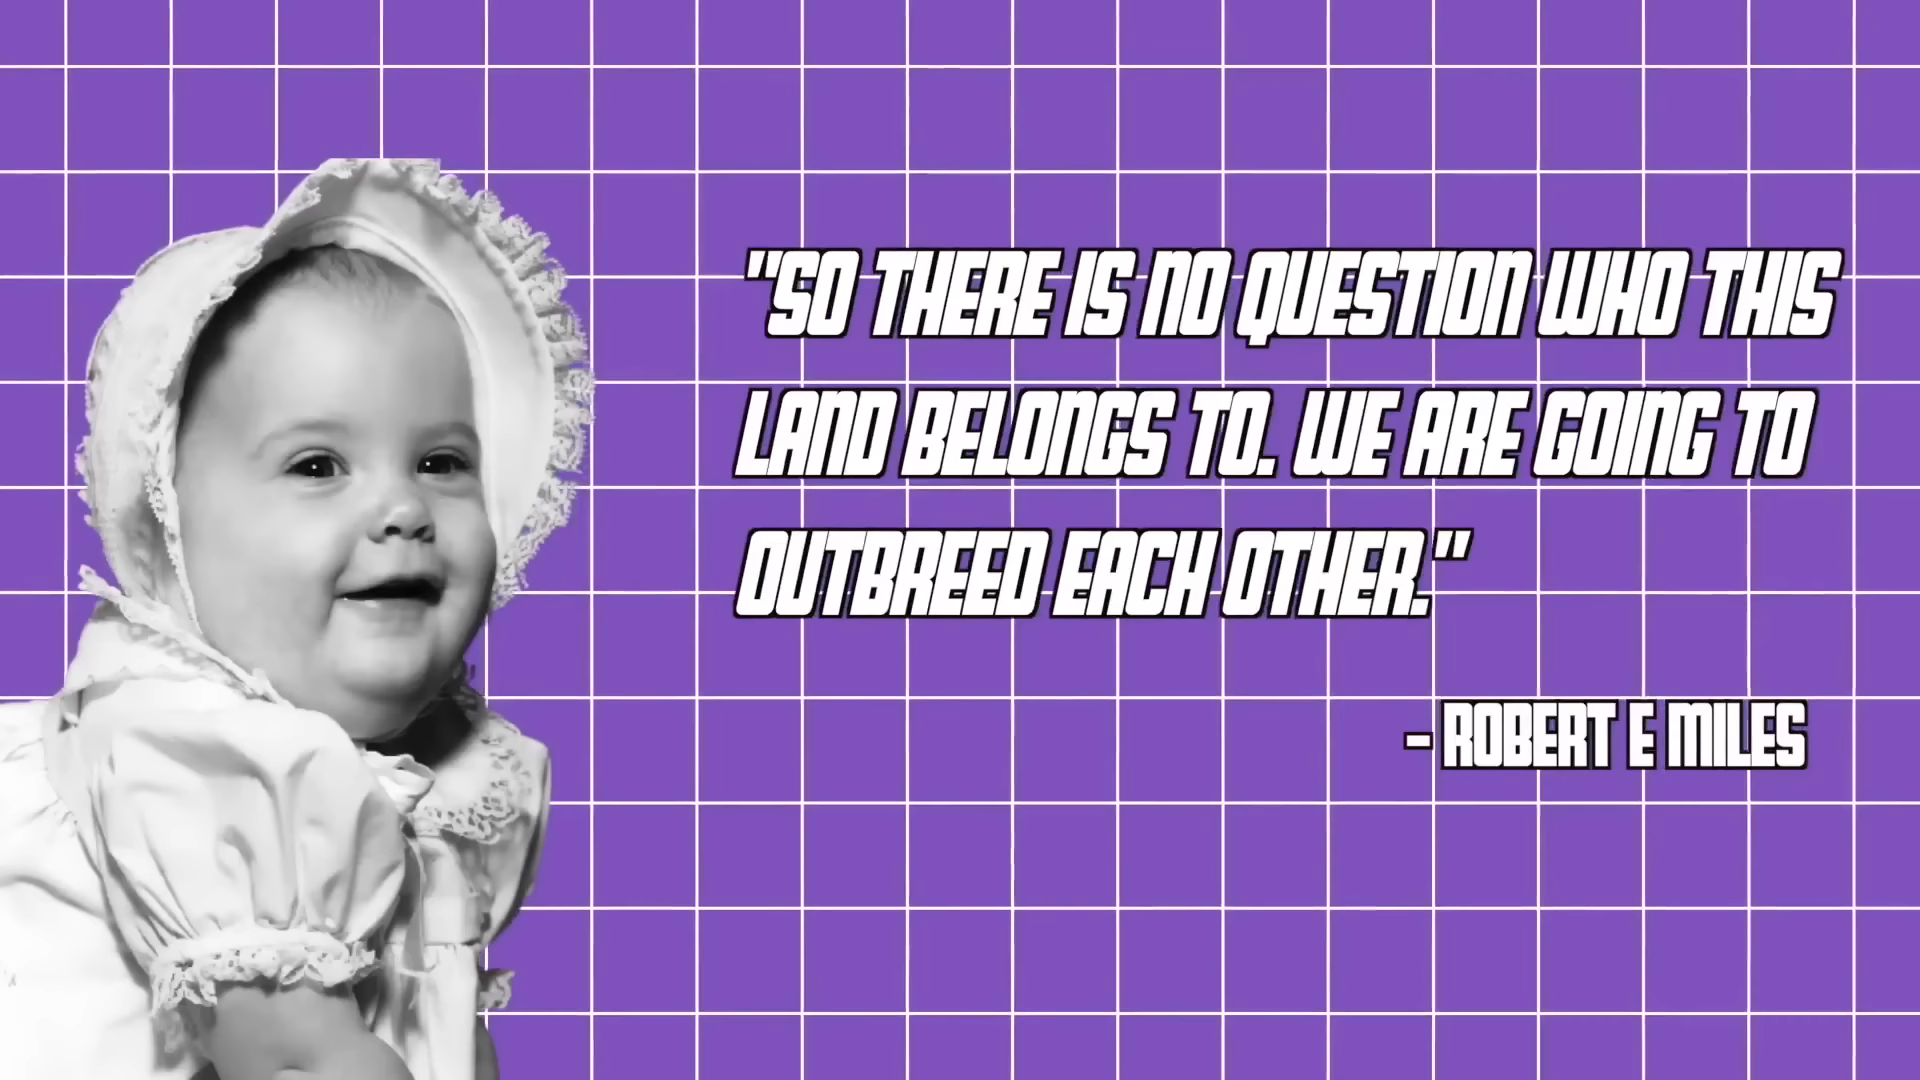 "SO THERE IS NO QUESTION WHO THIS
LAND BELONGS TO. WE ARE GOING TO
OUTBREED EACH OTHER."
- ROBERT E MILES